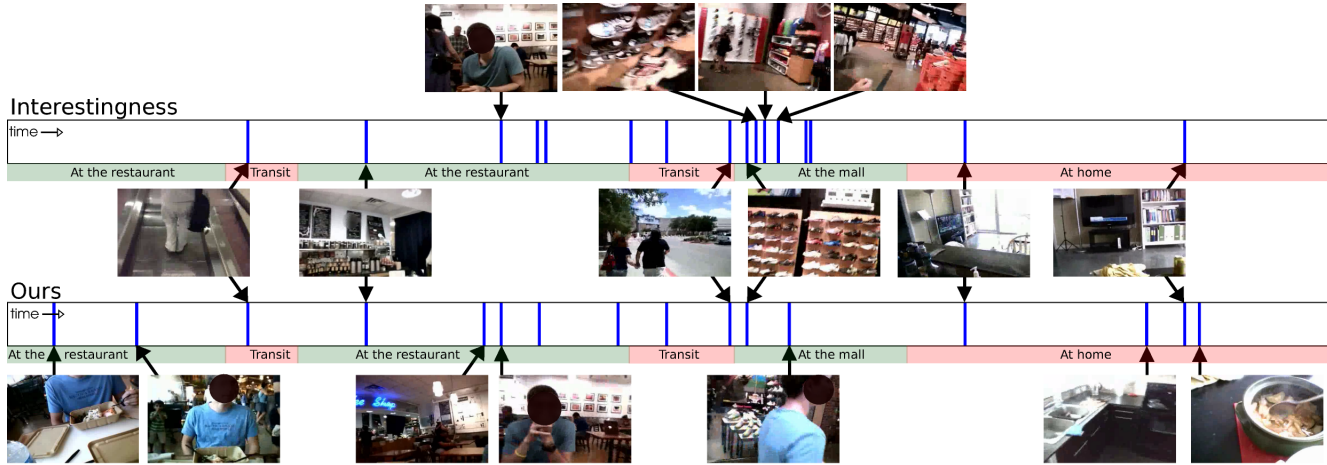 Interestingness
time
At the restaurant
Transit
At the restaurant
Transit
At the mall
At home
Ours
time
At the restaurant
Transit
At the restaurant
Transit
At the mall
At home
Shop